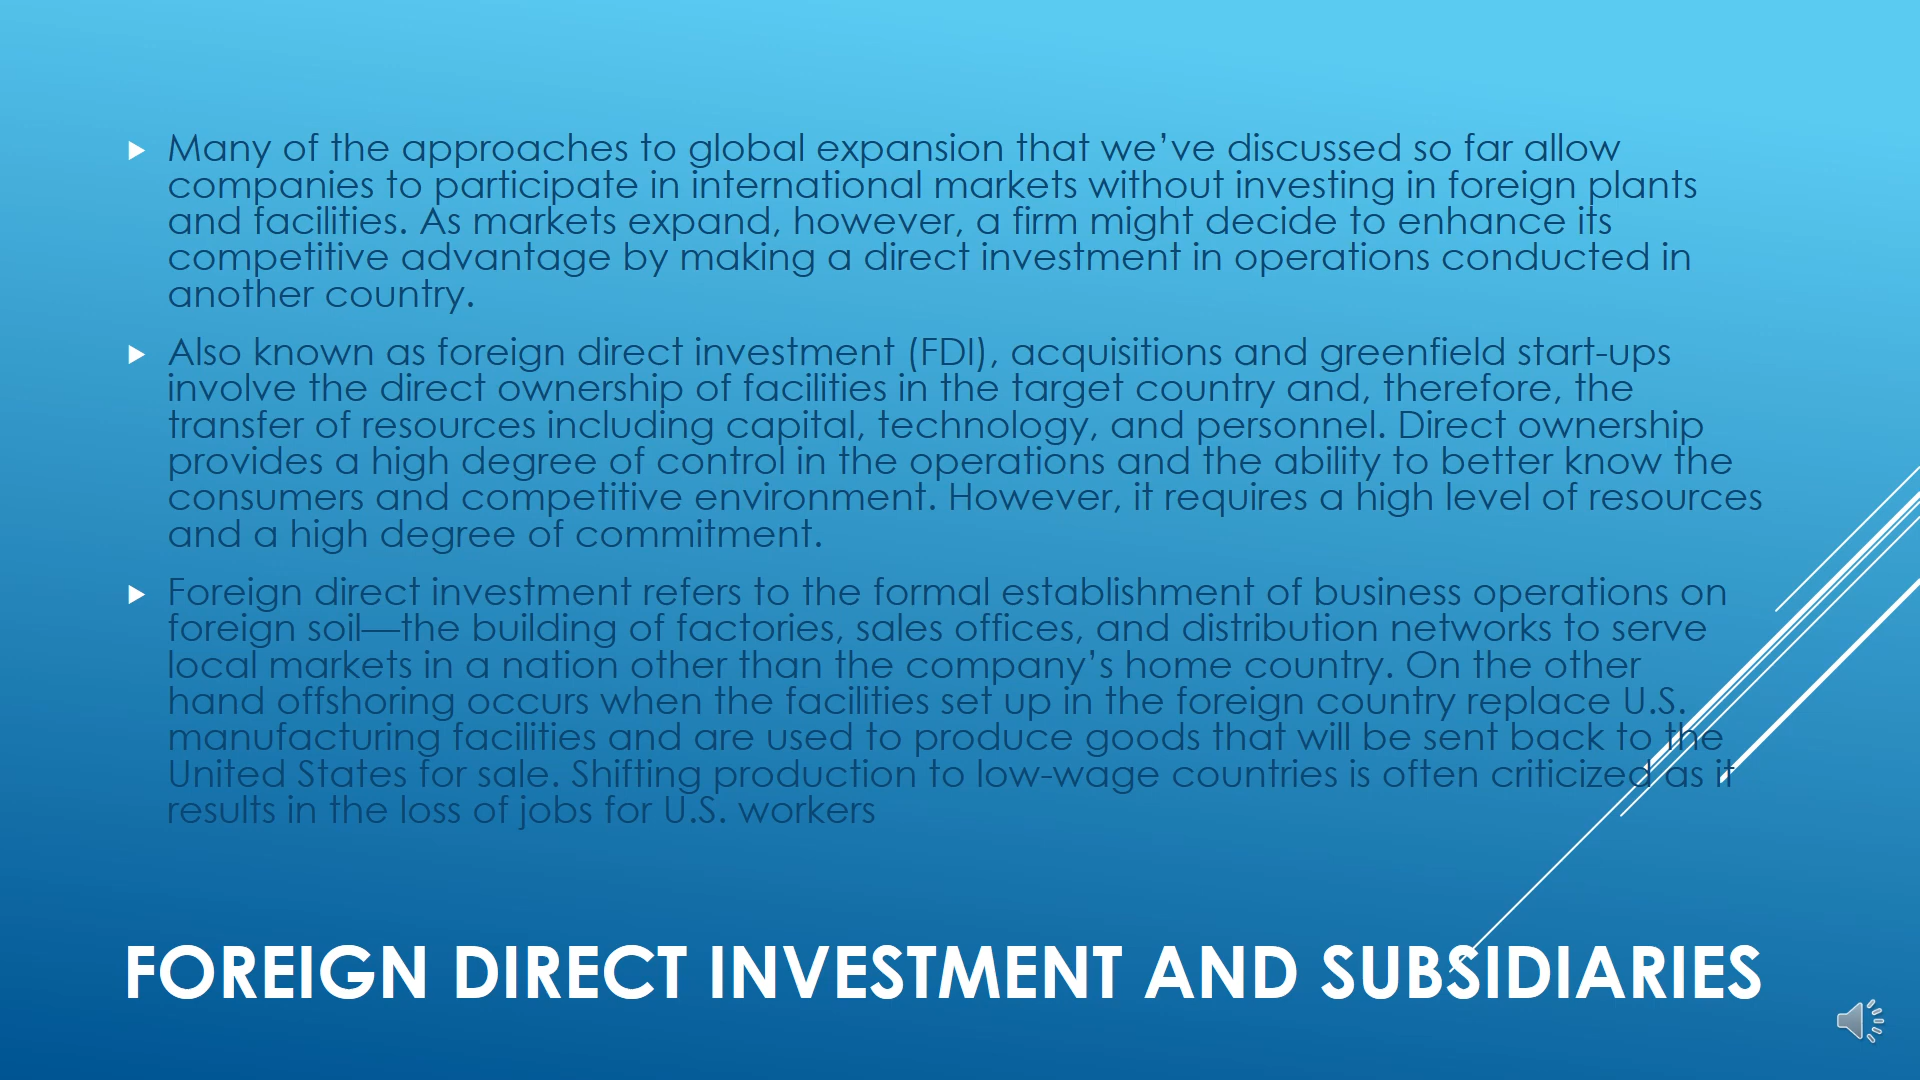 Many of the approaches to global expansion that we’ve discussed so far allow
companies to participate in international markets without investing in foreign plants
and facilities. As markets expand, however, a firm might decide to enhance its
competitive advantage by making a direct investment in operations conducted in
another country.
Also known as foreign direct investment (FDI), acquisitions and greenfield start-ups
involve the direct ownership of facilities in the target country and, therefore, the
transfer of resources including capital, technology, and personnel. Direct ownership
provides a high degree of control in the operations and the ability to better know the
consumers and competitive environment. However, it requires a high level of resources
and a high degree of commitment.
Foreign direct investment refers to the formal establishment of business operations on
foreign soil—the building of factories, sales offices, and distribution networks to serve
local markets in a nation other than the company’s home country. On the other
hand offshoring occurs when the facilities set up in the foreign country replace U.S.
manufacturing facilities and are used to produce goods that will be sent back to the
United States for sale. Shifting production to low-wage countries is often criticized as it
results in the loss of jobs for U.S. workers
FOREIGN DIRECT INVESTMENT AND SUBSIDIARIES